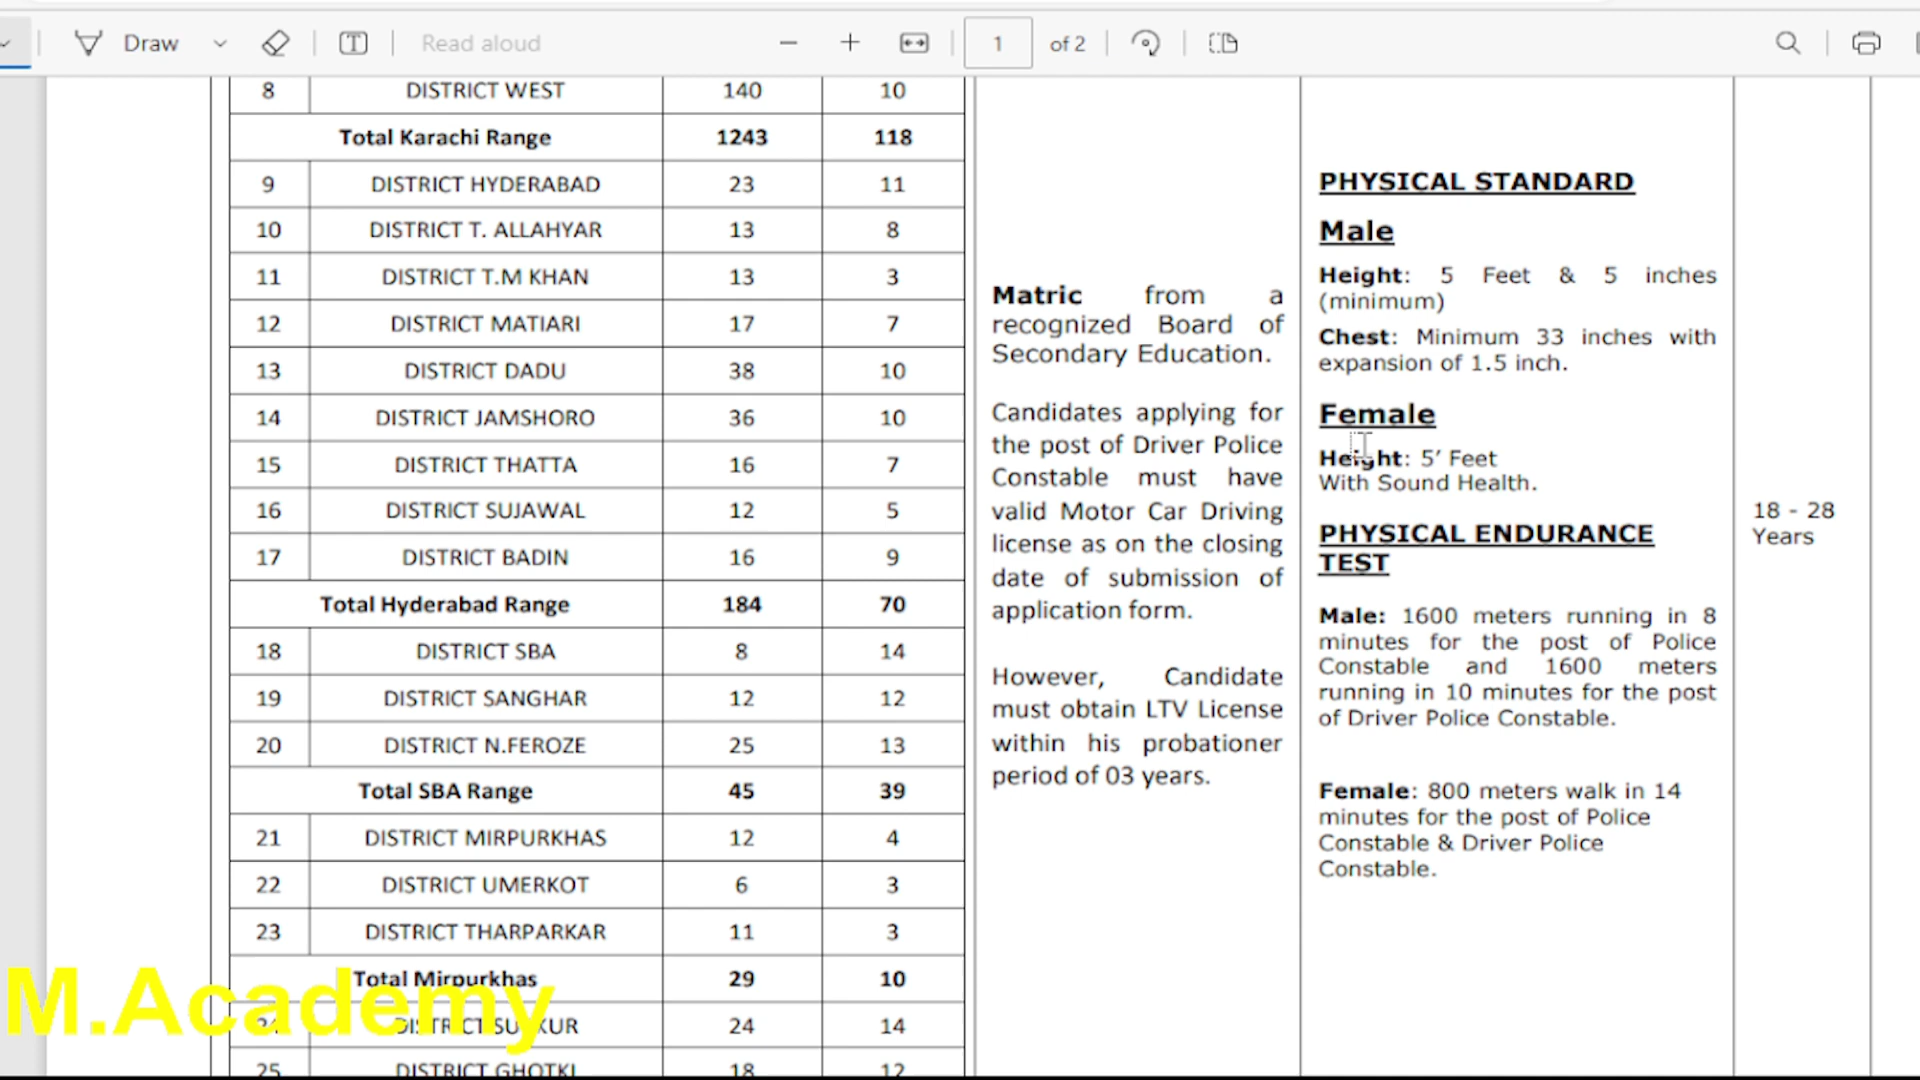 Draw
Read aloud
1 of 2
8 DISTRICT WEST 140 10
Total Karachi Range 1243 118
9 DISTRICT HYDERABAD 23 11
10 DISTRICT T. ALLAHYAR 13 8
11 DISTRICT T.M KHAN 13 3
12 DISTRICT MATIARI 17 7
13 DISTRICT DADU 38 10
14 DISTRICT JAMSHORO 36 10
15 DISTRICT THATTA 16 7
16 DISTRICT SUJAWAL 12 5
17 DISTRICT BADIN 16 9
Total Hyderabad Range 184 70
18 DISTRICT SBA 8 14
19 DISTRICT SANGHAR 12 12
20 DISTRICT N.FEROZE 25 13
Total SBA Range 45 39
21 DISTRICT MIRPURKHAS 12 4
22 DISTRICT UMERKOT 6 3
23 DISTRICT THARPARKAR 11 3
Total Mirpurkhas 29 10
DISTRICT 24 14
25 DISTRICT GHOTKI 18 12
Matric from a
recognized Board of
Secondary Education.
Candidates applying for
the post of Driver Police
Constable must have
valid Motor Car Driving
license as on the closing
date of submission of
application form.
However, Candidate
must obtain LTV License
within his probationer
period of 03 years.
PHYSICAL STANDARD
Male
Height: 5 Feet & 5 inches
(minimum)
Chest: Minimum 33 inches with
expansion of 1.5 inch.
Female
Height: 5’ Feet
With Sound Health.
PHYSICAL ENDURANCE
TEST
Male: 1600 meters running in 8
minutes for the post of Police
Constable and 1600 meters
running in 10 minutes for the post
of Driver Police Constable.
Female: 800 meters walk in 14
minutes for the post of Police
Constable & Driver Police
Constable.
18 - 28
Years
M.Academy